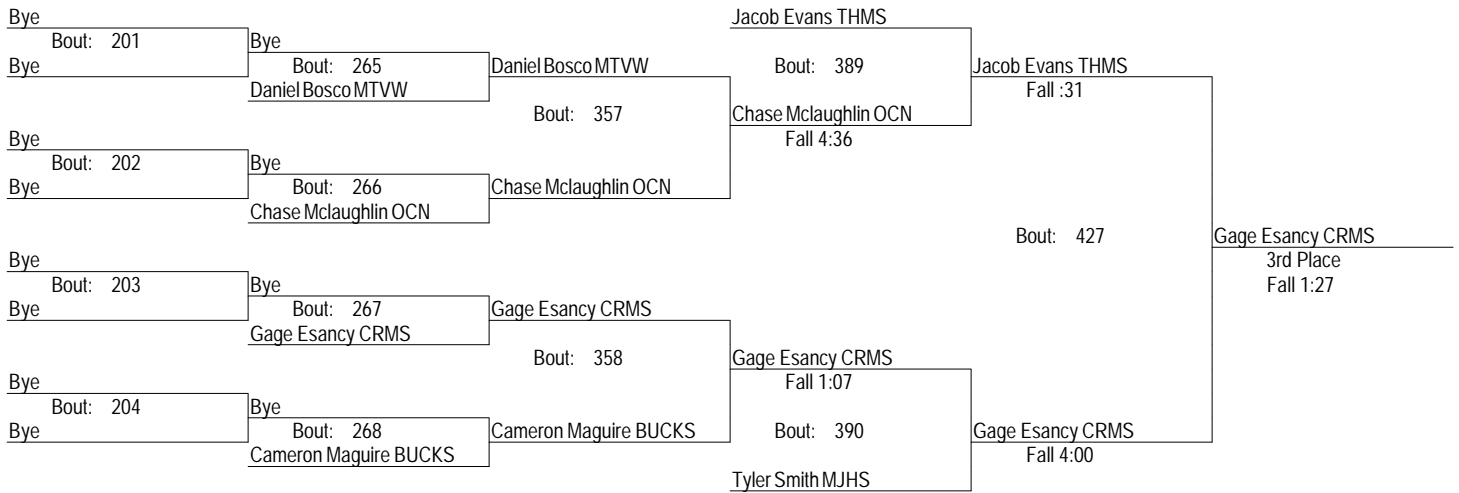 Bye
Jacob Evans THMS
Bout: 201
Bye
Bye
Bout: 265
Daniel Bosco MTVW
Bout: 389
Jacob Evans THMS
Daniel Bosco MTVW
Fall :31
Bout: 357
Chase Mclaughlin OCN
Bye
Fall 4:36
Bout: 202
Bye
Bye
Bout: 266
Chase Mclaughlin OCN
Chase Mclaughlin OCN
Bout: 427
Gage Esancy CRMS
Bye
3rd Place
Bout: 203
Bye
Fall 1:27
Bye
Bout: 267
Gage Esancy CRMS
Gage Esancy CRMS
Bout: 358
Gage Esancy CRMS
Bye
Fall 1:07
Bout: 204
Bye
Bye
Bout: 268
Cameron Maguire BUCKS
Bout: 390
Gage Esancy CRMS
Cameron Maguire BUCKS
Fall 4:00
Tyler Smith MJHS